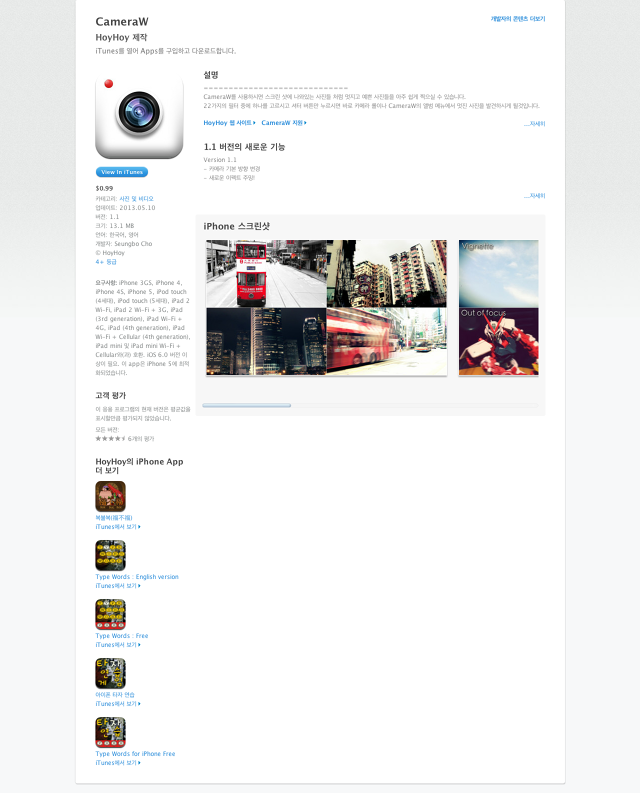 CameraW
개발자의 콘텐츠 더보기
HoyHoy 제작
iTunes를 열어 Apps를 구입하고 다운로드합니다.
View In iTunes
$0.99
카테고리: 사진 및 비디오
업데이트: 2013.05.10
버전: 1.1
크기: 13.1 MB
언어: 한국어, 영어
개발자: Seungbo Cho
© HoyHoy
4+ 등급
요구사항: iPhone 3GS, iPhone 4,
iPhone 4S, iPhone 5, iPod touch
(4세대), iPod touch (5세대), iPad 2
Wi-Fi, iPad 2 Wi-Fi + 3G, iPad
(3rd generation), iPad Wi-Fi +
4G, iPad (4th generation), iPad
Wi-Fi + Cellular (4th generation),
iPad mini 및 iPad mini Wi-Fi +
Cellular와(과) 호환. iOS 6.0 버전 이
상이 필요. 이 app은 iPhone 5에 최적
화되었습니다.
고객 평가
이 응용 프로그램의 현재 버전은 평균값을
표시할만큼 평가되지 않았습니다.
모든 버전:
6개의 평가
HoyHoy의 iPhone App
더 보기
복불복(福不福)
iTunes에서 보기
Type Words : English version
iTunes에서 보기
Type Words : Free
iTunes에서 보기
아이폰 타자 연습
iTunes에서 보기
Type Words for iPhone Free
iTunes에서 보기
설명
CameraW를 사용하시면 스크린 샷에 나와있는 사진들 처럼 멋지고 예쁜 사진들을 아주 쉽게 찍으실 수 있습니다.
22가지의 필터 중에 하나를 고르시고 셔터 버튼만 누르시면 바로 카메라 롤이나 CameraW의 앨범 메뉴에서 멋진 사진을 발견하시게 될것입니다.
HoyHoy 웹 사이트
CameraW 지원
...자세히
1.1 버전의 새로운 기능
Version 1.1
- 카메라 기본 방향 변경
- 새로운 이펙트 추가!
...자세히
iPhone 스크린샷
Vignette
Out of focus